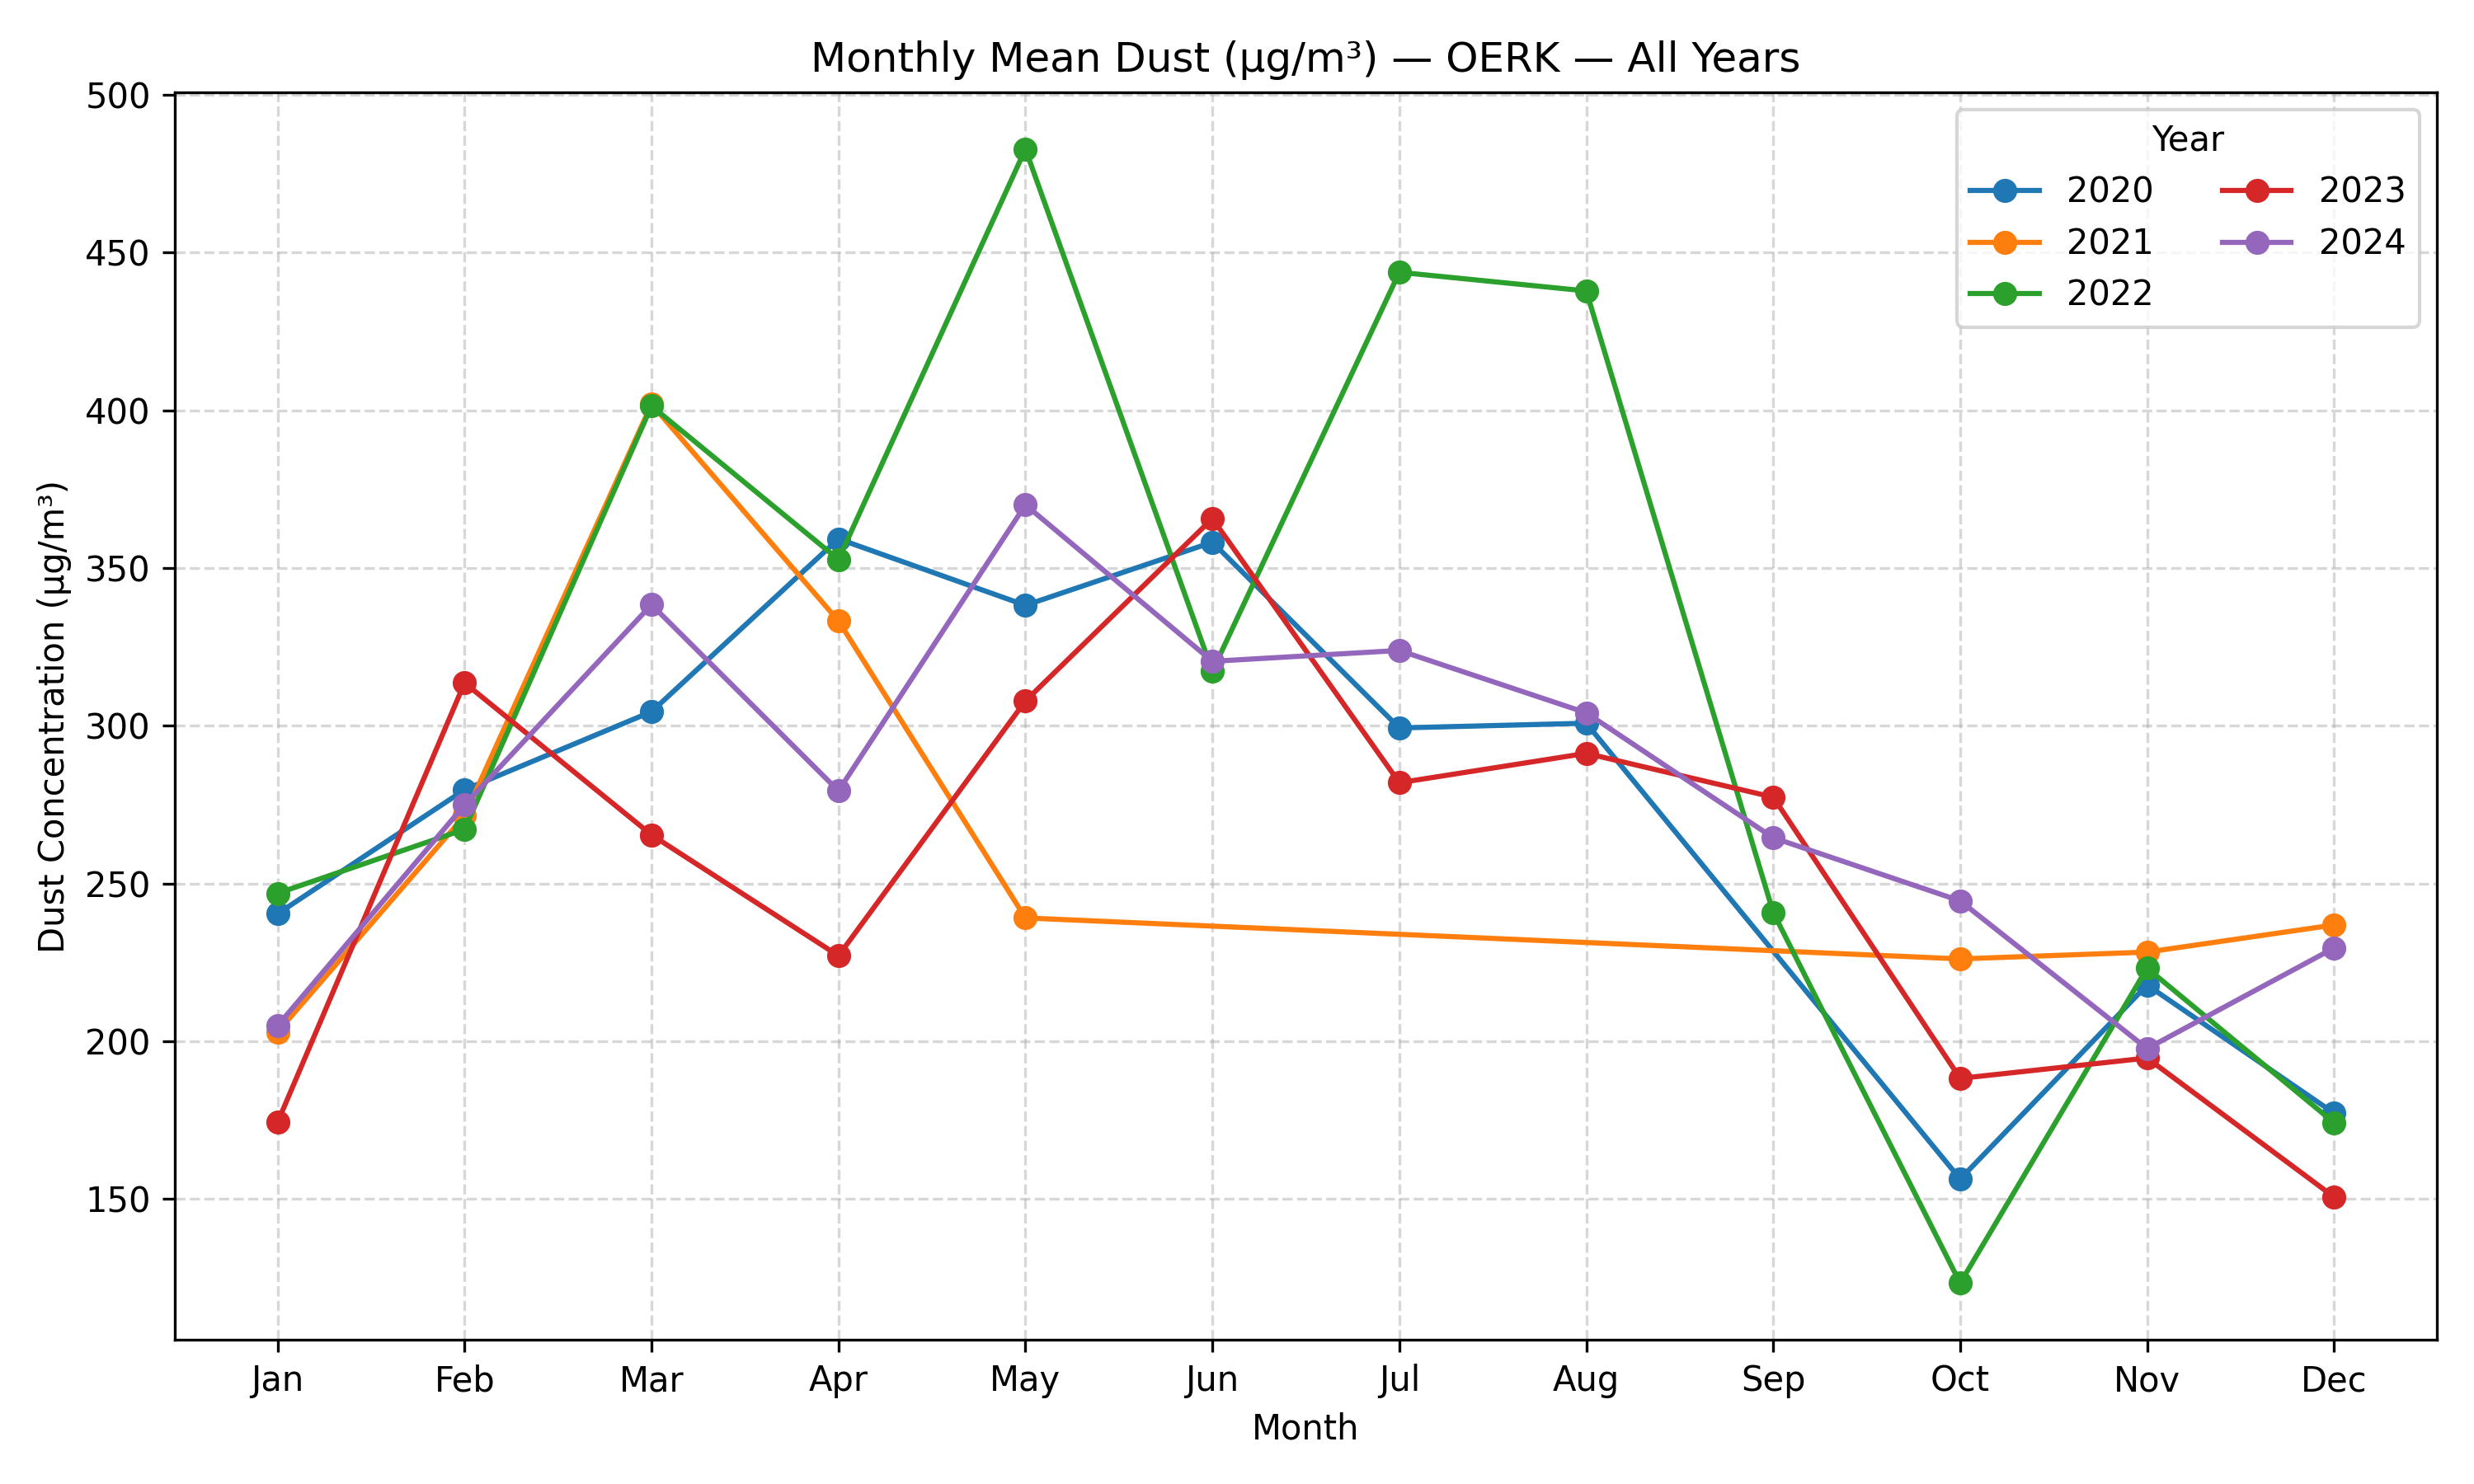 Monthly Mean Dust (µg/m³) — OERK — All Years
Dust Concentration (µg/m³)
500
450
400
350
300
250
200
150
Year
2020
2021
2022
2023
2024
Jan Feb Mar Apr May Jun Jul Aug Sep Oct Nov Dec
Month